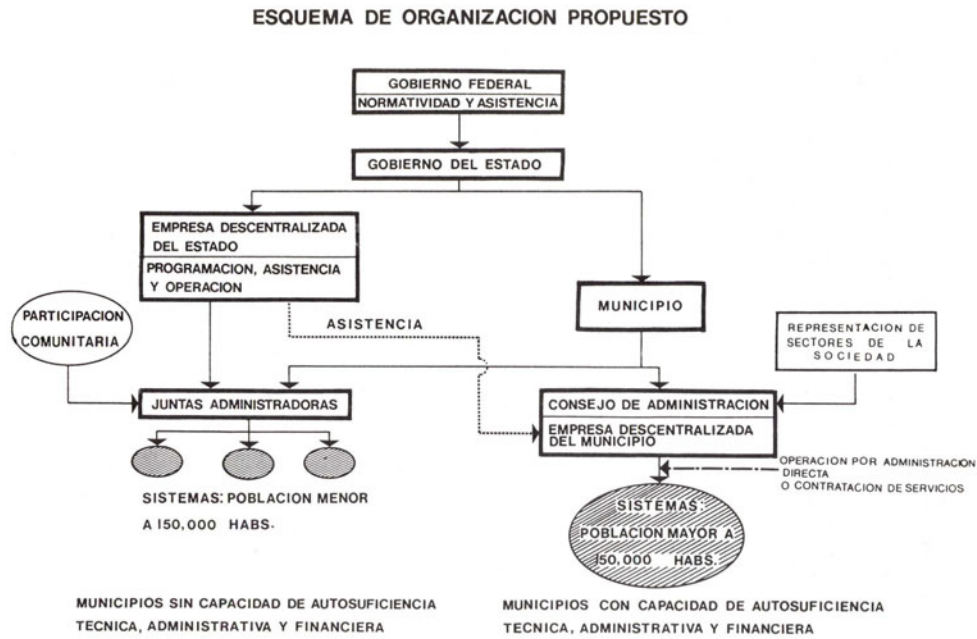 ESQUEMA DE ORGANIZACION PROPUESTO
GOBIERNO FEDERAL
NORMATIVIDAD Y ASISTENCIA
GOBIERNO DEL ESTADO
EMPRESA DESCENTRALIZADA
DEL ESTADO
PROGRAMACION, ASISTENCIA
Y OPERACION
MUNICIPIO
PARTICIPACION
COMUNITARIA
ASISTENCIA
REPRESENTACION DE
SECTORES DE LA
SOCIEDAD
JUNTAS ADMINISTRADORAS
CONSEJO DE ADMINISTRACION
EMPRESA DESCENTRALIZADA
DEL MUNICIPIO
OPERACION POR ADMINISTRACION
DIRECTA
O CONTRATACION DE SERVICIOS
SISTEMAS: POBLACION MENOR
A 150,000 HABS.
SISTEMAS:
POBLACION MAYOR A
150,000 HABS.
MUNICIPIOS SIN CAPACIDAD DE AUTOSUFICIENCIA
TECNICA, ADMINISTRATIVA Y FINANCIERA
MUNICIPIOS CON CAPACIDAD DE AUTOSUFICIENCIA
TECNICA, ADMINISTRATIVA Y FINANCIERA